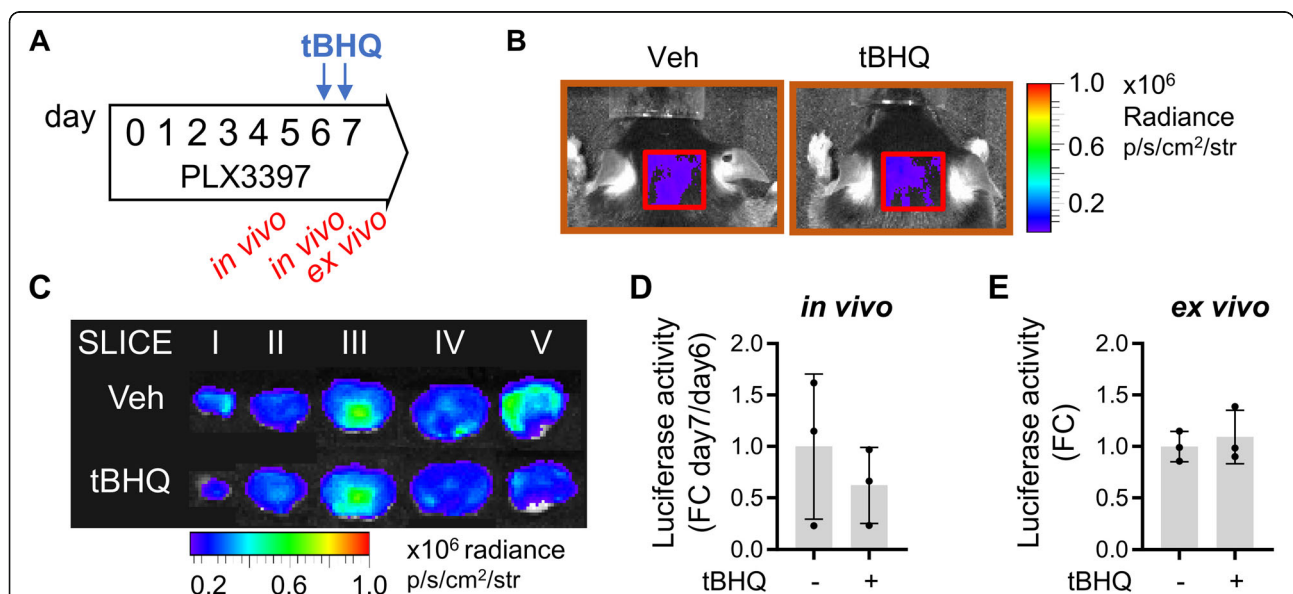 A
tBHQ
day
0 1 2 3 4 5 6 7
PLX3397
in vivo
in vivo
ex vivo
B
Veh
tBHQ
1.0
0.6
0.2
x10⁶
Radiance
p/s/cm²/str
C
SLICE I II III IV V
Veh
tBHQ
0.2 0.6 1.0
x10⁶ radiance
p/s/cm²/str
D
in vivo
Luciferase activity
(FC day7/day6)
2.0
1.5
1.0
0.5
0.0
tBHQ - +
E
ex vivo
Luciferase activity
(FC)
2.0
1.5
1.0
0.5
0.0
tBHQ - +